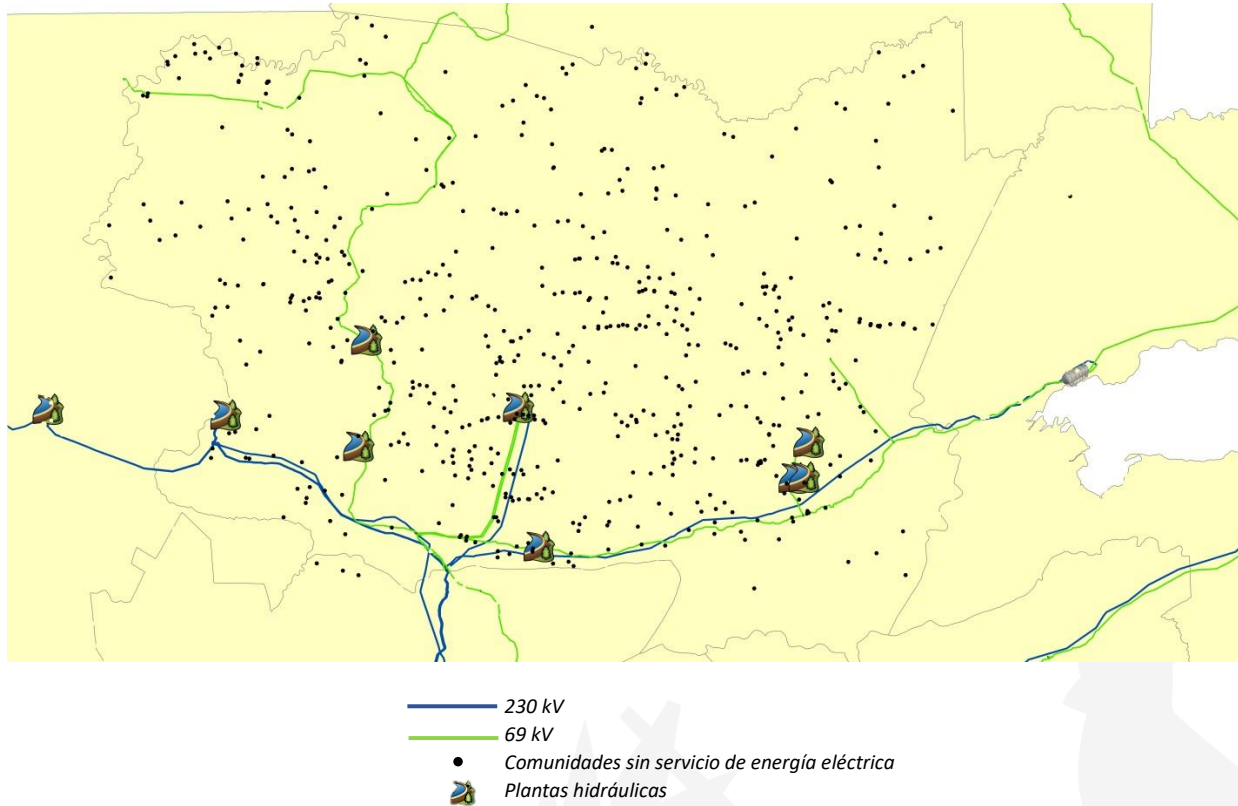 230 kV
69 kV
Comunidades sin servicio de energía eléctrica
Plantas hidráulicas